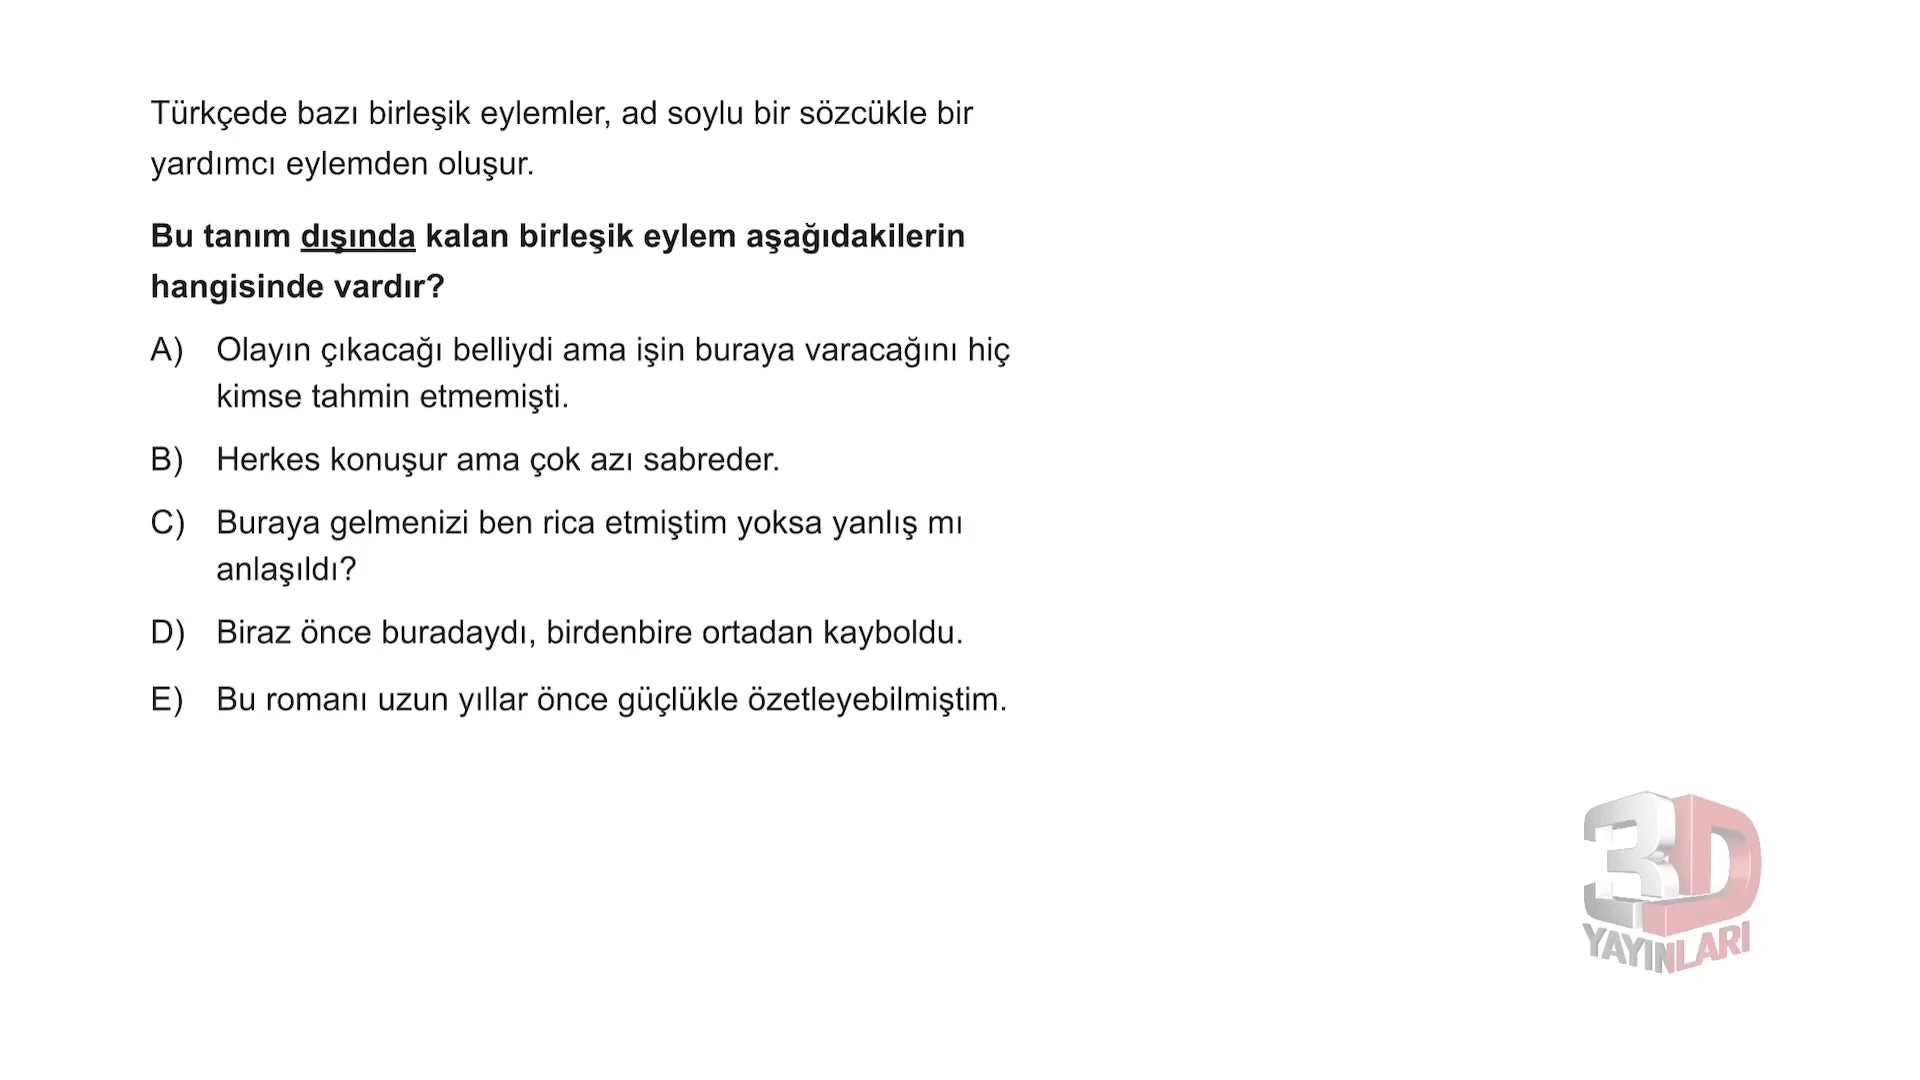 Türkçede bazı birleşik eylemler, ad soylu bir sözcükle bir
yardımcı eylemden oluşur.
Bu tanım dışında kalan birleşik eylem aşağıdakilerin
hangisinde vardır?
A) Olayın çıkacağı belliydi ama işin buraya varacağını hiç
kimse tahmin etmemişti.
B) Herkes konuşur ama çok azı sabreder.
C) Buraya gelmenizi ben rica etmiştim yoksa yanlış mı
anlaşıldı?
D) Biraz önce buradaydı, birdenbire ortadan kayboldu.
E) Bu romanı uzun yıllar önce güçlükle özetleyebilmiştim.
3D
YAYINLARI